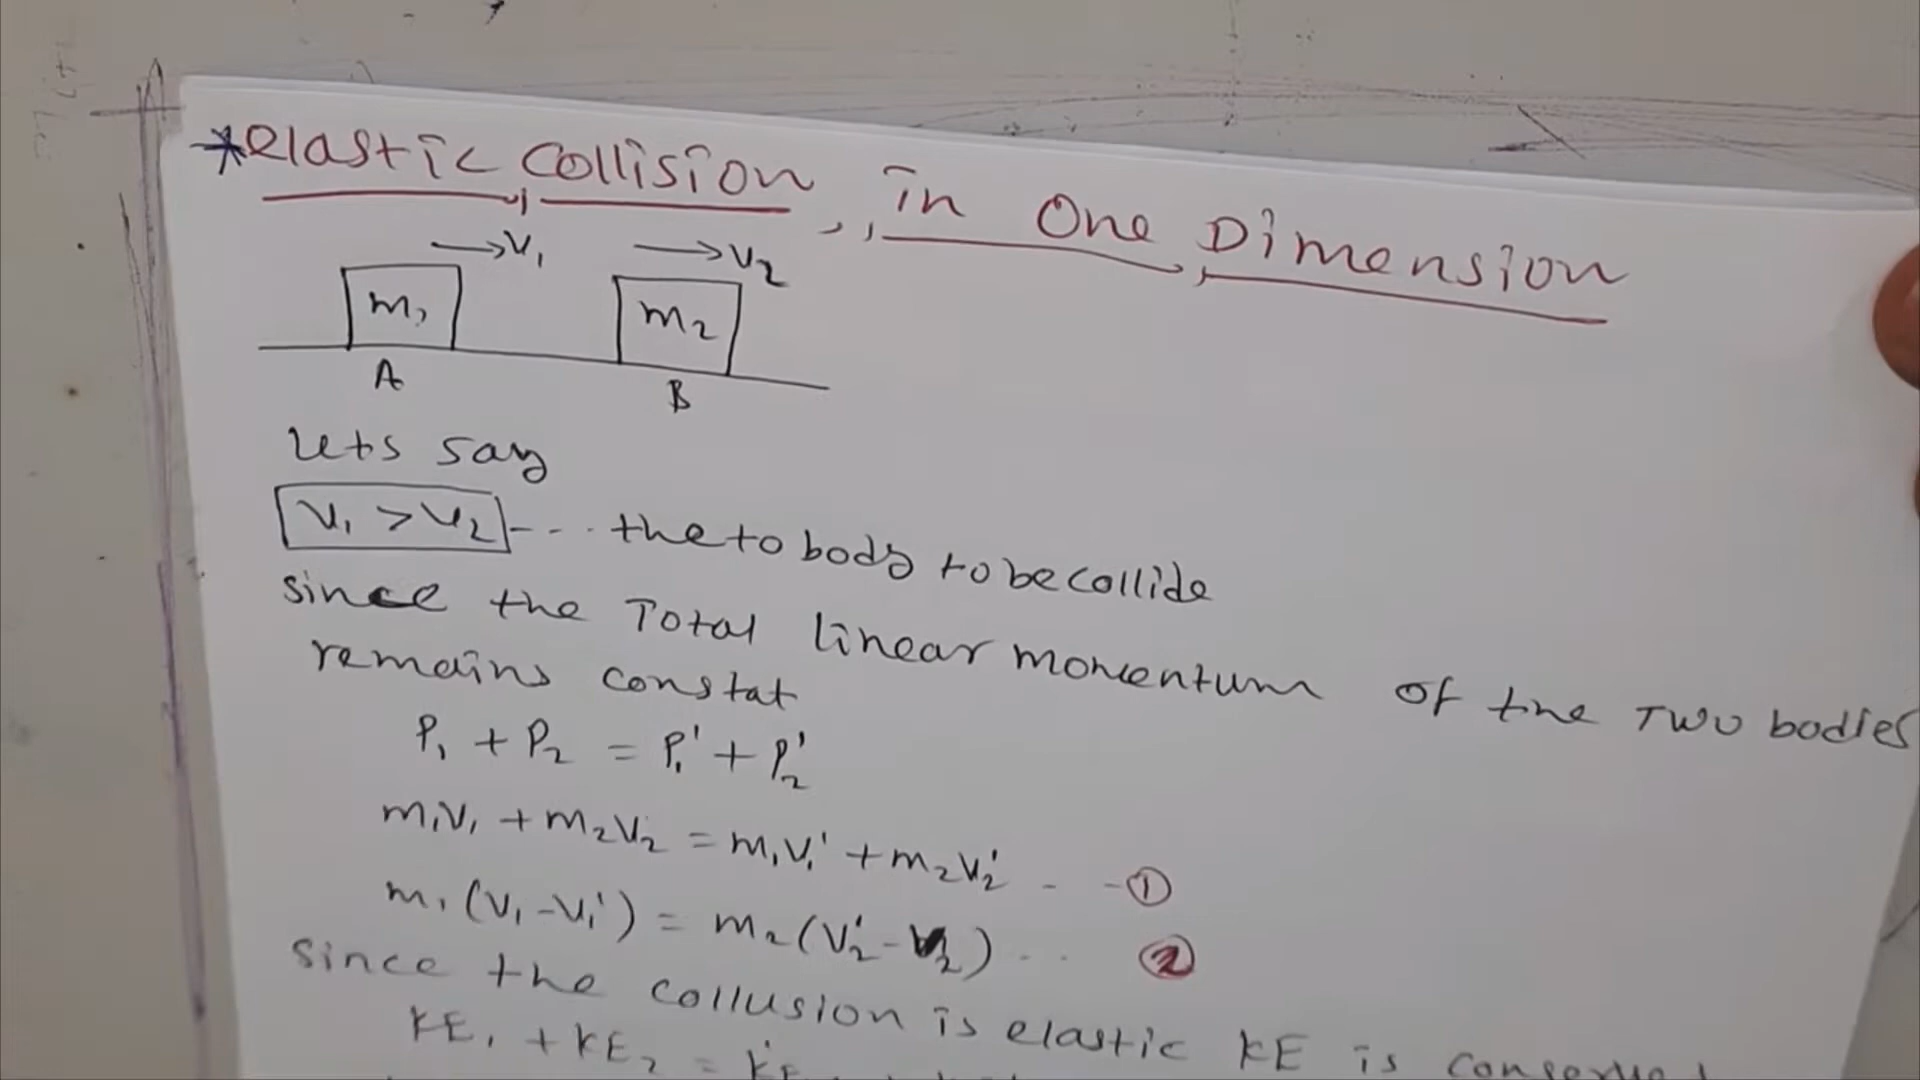 *elastic collision, in One Dimension
→v₁ →v₂
m₁ m₂
A B
Lets say
v₁ > v₂ --- the to body to be collide
since the Total linear momentum of the Two bodies
remains constat
P₁ + P₂ = P₁' + P₂'
m₁v₁ + m₂v₂ = m₁v₁' + m₂v₂' - - ①
m₁(v₁ - v₁') = m₂(v₂' - v₂) ... ②
since the collusion is elastic KE is conserved
KE₁ + KE₂ =